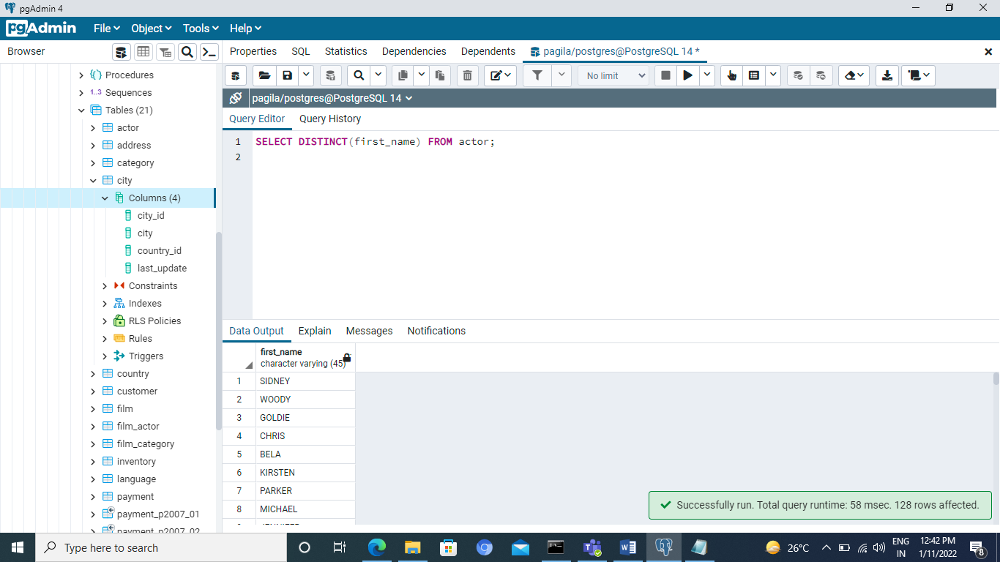 pgAdmin 4
pgAdmin File Object Tools Help
Browser
Properties SQL Statistics Dependencies Dependents pagila/postgres@PostgreSQL 14 *
No limit
pagila/postgres@PostgreSQL 14
Query Editor Query History
1 SELECT DISTINCT(first_name) FROM actor;
2
Procedures
1..3 Sequences
Tables (21)
actor
address
category
city
Columns (4)
city_id
city
country_id
last_update
Constraints
Indexes
RLS Policies
Rules
Triggers
country
customer
film
film_actor
film_category
inventory
language
payment
payment_p2007_01
payment_p2007_02
Data Output Explain Messages Notifications
first_name
character varying (45)
1 SIDNEY
2 WOODY
3 GOLDIE
4 CHRIS
5 BELA
6 KIRSTEN
7 PARKER
8 MICHAEL
Successfully run. Total query runtime: 58 msec. 128 rows affected.
Type here to search
26°C
ENG
IN
12:42 PM
1/11/2022
8